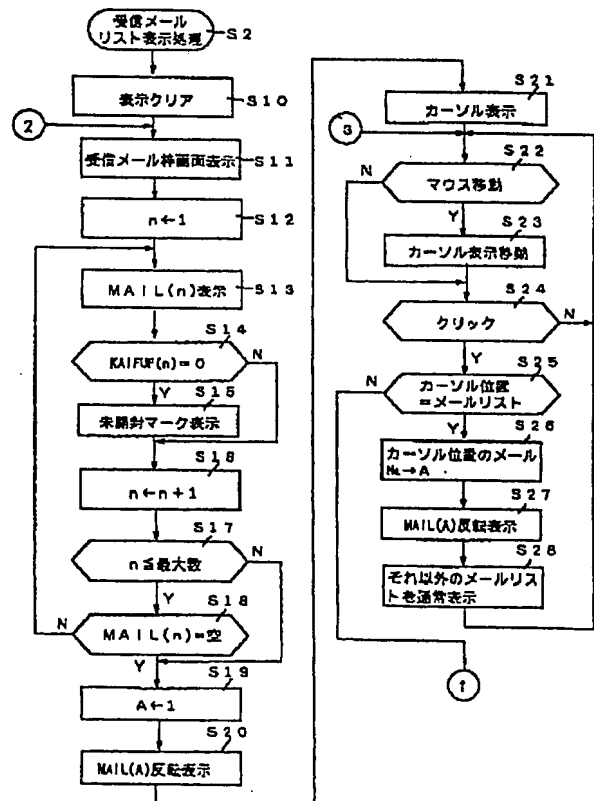 受信メール
リスト表示処理
S2
表示クリア
S10
2
受信メール枠画面表示
S11
n←1
S12
MAIL(n)表示
S13
S14
KAIFUF(n)=0
N
Y
S15
未開封マーク表示
S18
n←n+1
S17
n≦最大数
N
Y
S18
N
MAIL(n)=空
Y
S19
A←1
S20
MAIL(A)反転表示
S21
カーソル表示
3
S22
N
マウス移動
Y
S23
カーソル表示移動
S24
クリック
N
Y
S25
N
カーソル位置
=メールリスト
Y
S26
カーソル位置のメール
№→A
S27
MAIL(A)反転表示
S28
それ以外のメールリス
トを通常表示
1